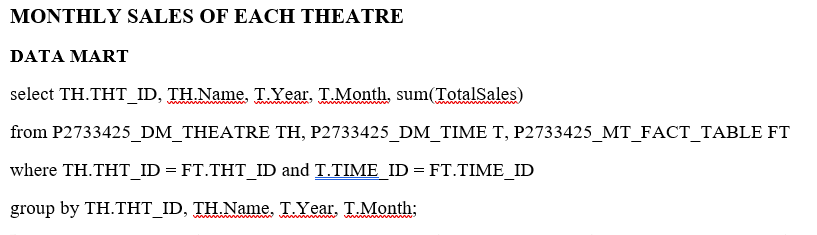 MONTHLY SALES OF EACH THEATRE
DATA MART
select TH.THT_ID, TH.Name, T.Year, T.Month, sum(TotalSales)
from P2733425_DM_THEATRE TH, P2733425_DM_TIME T, P2733425_MT_FACT_TABLE FT
where TH.THT_ID = FT.THT_ID and T.TIME_ID = FT.TIME_ID
group by TH.THT_ID, TH.Name, T.Year, T.Month;